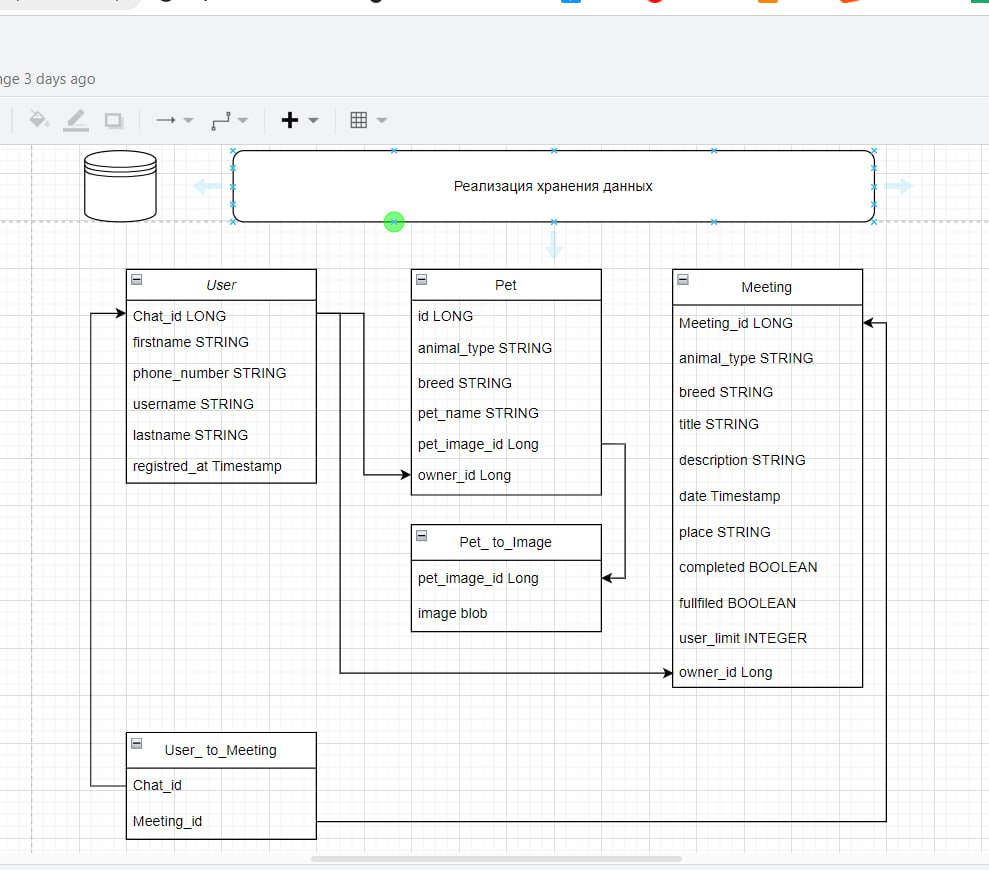 nge 3 days ago
Реализация хранения данных
User
Chat_id LONG
firstname STRING
phone_number STRING
username STRING
lastname STRING
registred_at Timestamp
Pet
id LONG
animal_type STRING
breed STRING
pet_name STRING
pet_image_id Long
owner_id Long
Pet_ to_Image
pet_image_id Long
image blob
Meeting
Meeting_id LONG
animal_type STRING
breed STRING
title STRING
description STRING
date Timestamp
place STRING
completed BOOLEAN
fullfiled BOOLEAN
user_limit INTEGER
owner_id Long
User_ to_Meeting
Chat_id
Meeting_id